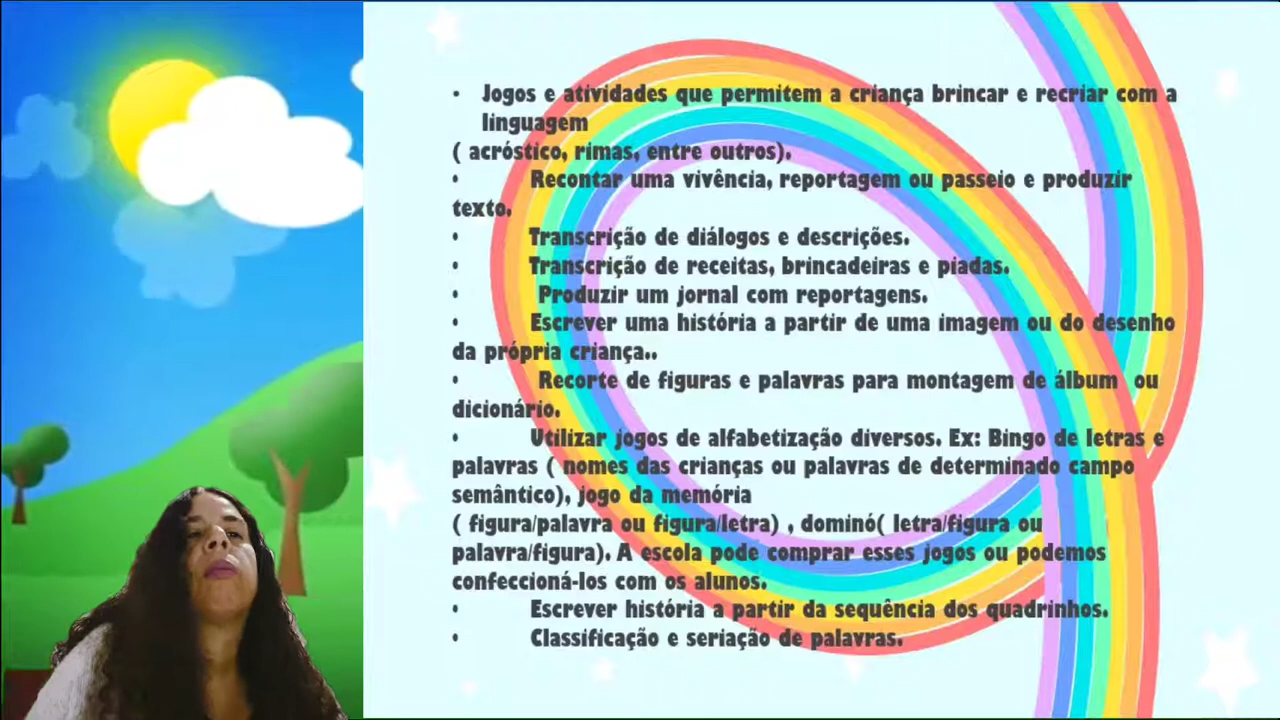 • Jogos e atividades que permitem a criança brincar e recriar com a
linguagem
( acróstico, rimas, entre outros).
• Recontar uma vivência, reportagem ou passeio e produzir
texto.
• Transcrição de diálogos e descrições.
• Transcrição de receitas, brincadeiras e piadas.
• Produzir um jornal com reportagens.
• Escrever uma história a partir de uma imagem ou do desenho
da própria criança..
• Recorte de figuras e palavras para montagem de álbum ou
dicionário.
• Utilizar jogos de alfabetização diversos. Ex: Bingo de letras e
palavras ( nomes das crianças ou palavras de determinado campo
semântico), jogo da memória
( figura/palavra ou figura/letra) , dominó( letra/figura ou
palavra/figura). A escola pode comprar esses jogos ou podemos
confeccioná-los com os alunos.
• Escrever história a partir da sequência dos quadrinhos.
• Classificação e seriação de palavras.